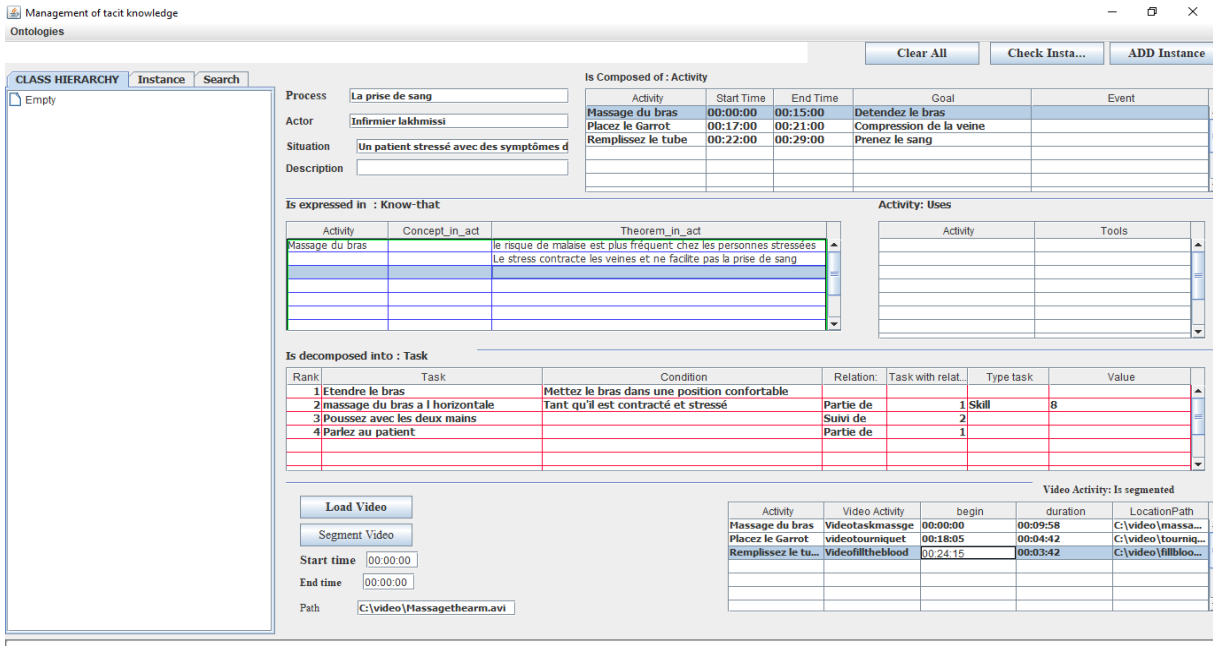 Management of tacit knowledge
Ontologies
Clear All Check Insta... ADD Instance
CLASS HIERARCHY Instance Search
Empty
Process La prise de sang
Actor Infirmier lakhmissi
Situation Un patient stressé avec des symptômes d
Description
Is Composed of : Activity
Activity Start Time End Time Goal Event
Massage du bras 00:00:00 00:15:00 Detendez le bras
Placez le Garrot 00:17:00 00:21:00 Compression de la veine
Remplissez le tube 00:22:00 00:29:00 Prenez le sang
Is expressed in : Know-that
Activity Concept_in_act Theorem_in_act
Massage du bras le risque de malaise est plus fréquent chez les personnes stressées
Le stress contracte les veines et ne facilite pas la prise de sang
Activity: Uses
Activity Tools
Is decomposed into : Task
Rank Task Condition Relation: Task with relat... Type task Value
1 Etendre le bras Mettez le bras dans une position confortable
2 massage du bras a l horizontale Tant qu'il est contracté et stressé Partie de 1 Skill 8
3 Poussez avec les deux mains Suivi de 2
4 Parlez au patient Partie de 1
Load Video
Segment Video
Start time 00:00:00
End time 00:00:00
Path C:\video\Massagethearm.avi
Video Activity: Is segmented
Activity Video Activity begin duration LocationPath
Massage du bras Videotaskmassge 00:00:00 00:09:58 C:\video\massa...
Placez le Garrot videotourniquet 00:18:05 00:04:42 C:\video\tourniq...
Remplissez le tu... Videofilltheblood 00:24:15 00:03:42 C:\video\fillbloo...